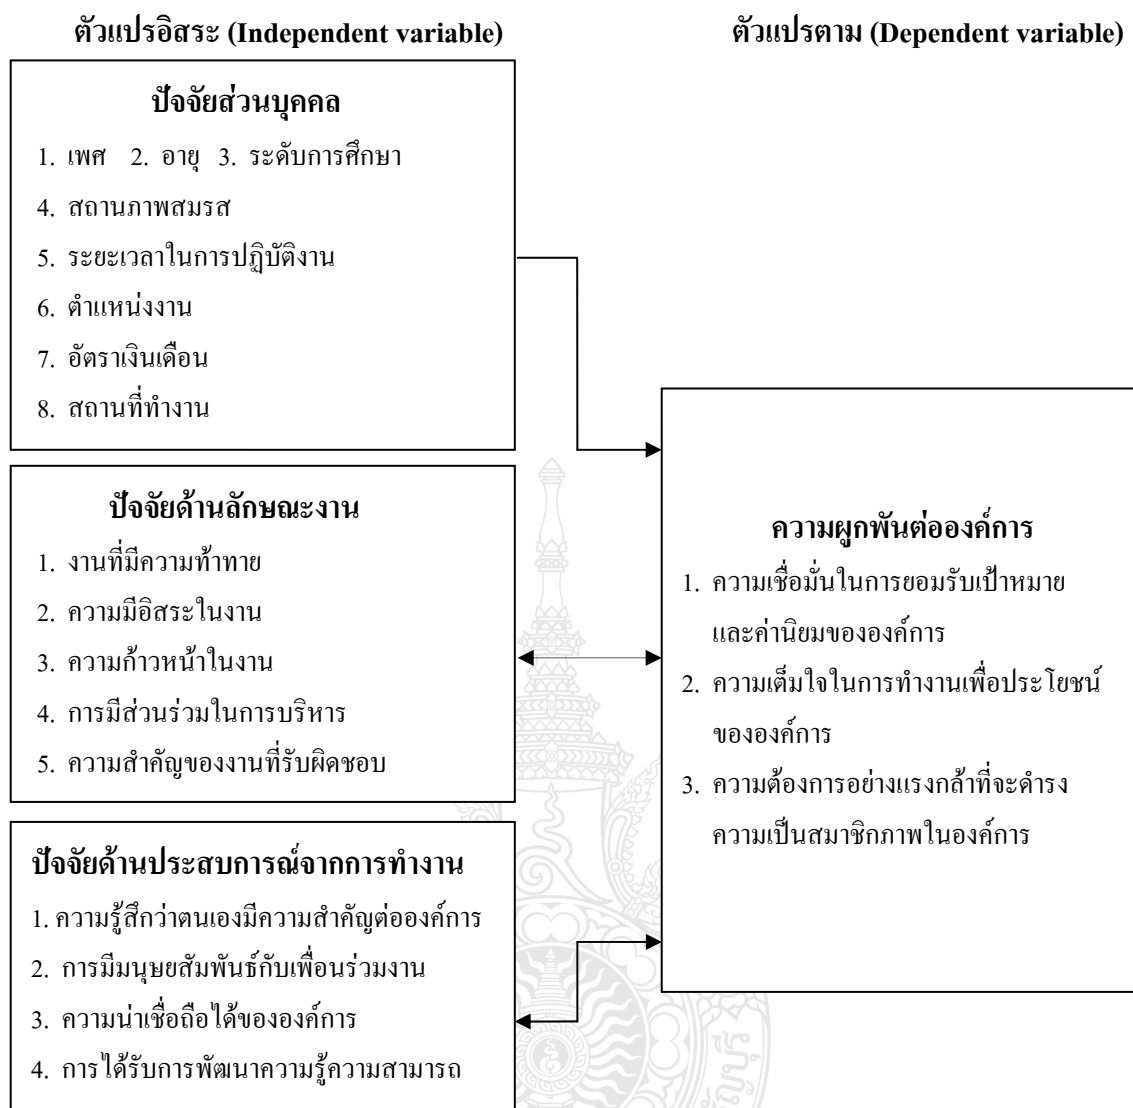 ตัวแปรอิสระ (Independent variable)
ตัวแปรตาม (Dependent variable)
ปัจจัยส่วนบุคคล
1. เพศ 2. อายุ 3. ระดับการศึกษา
4. สถานภาพสมรส
5. ระยะเวลาในการปฏิบัติงาน
6. ตำแหน่งงาน
7. อัตราเงินเดือน
8. สถานที่ทำงาน
ปัจจัยด้านลักษณะงาน
1. งานที่มีความท้าทาย
2. ความมีอิสระในงาน
3. ความก้าวหน้าในงาน
4. การมีส่วนร่วมในการบริหาร
5. ความสำคัญของงานที่รับผิดชอบ
ปัจจัยด้านประสบการณ์จากการทำงาน
1. ความรู้สึกว่าตนเองมีความสำคัญต่อองค์การ
2. การมีมนุษยสัมพันธ์กับเพื่อนร่วมงาน
3. ความน่าเชื่อถือได้ขององค์การ
4. การได้รับการพัฒนาความรู้ความสามารถ
ความผูกพันต่อองค์การ
1. ความเชื่อมั่นในการยอมรับเป้าหมาย
และค่านิยมขององค์การ
2. ความเต็มใจในการทำงานเพื่อประโยชน์
ขององค์การ
3. ความต้องการอย่างแรงกล้าที่จะดำรง
ความเป็นสมาชิกภาพในองค์การ